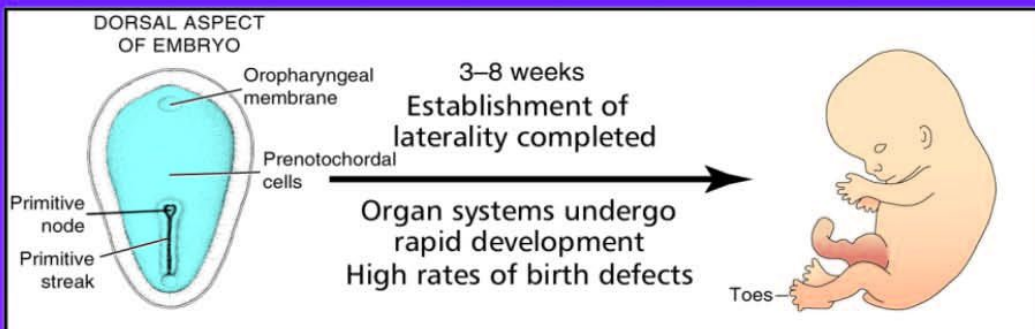 DORSAL ASPECT
OF EMBRYO
Oropharyngeal
membrane
Prenotochordal
cells
Primitive
node
Primitive
streak
3–8 weeks
Establishment of
laterality completed
Organ systems undergo
rapid development
High rates of birth defects
Toes